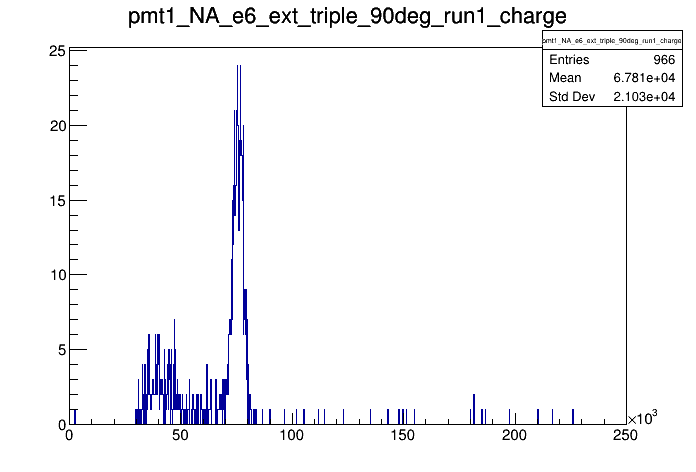 pmt1_NA_e6_ext_triple_90deg_run1_charge
pmt1_NA_e6_ext_triple_90deg_run1_charge
Entries 966
Mean 6.781e+04
Std Dev 2.103e+04
25
20
15
10
5
0
0 50 100 150 200 250
×10³